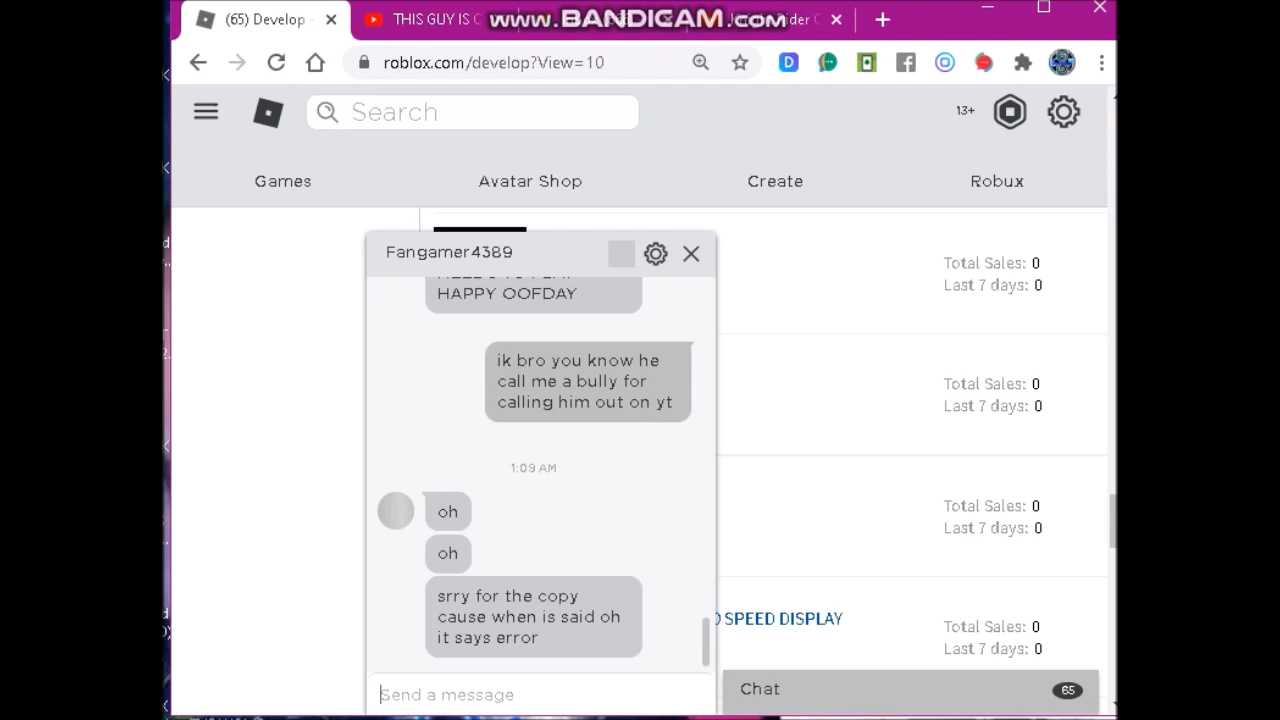 (65) Develop
THIS GUY IS
www.BANDICAM.com
Rider
roblox.com/develop?View=10
Search
13+
Games
Avatar Shop
Create
Robux
Fangamer4389
HAPPY OOFDAY
ik bro you know he
call me a bully for
calling him out on yt
1:09 AM
oh
oh
srry for the copy
cause when is said oh
it says error
Send a message
Total Sales: 0
Last 7 days: 0
Total Sales: 0
Last 7 days: 0
Total Sales: 0
Last 7 days: 0
SPEED DISPLAY
Total Sales: 0
Last 7 days: 0
Chat
65